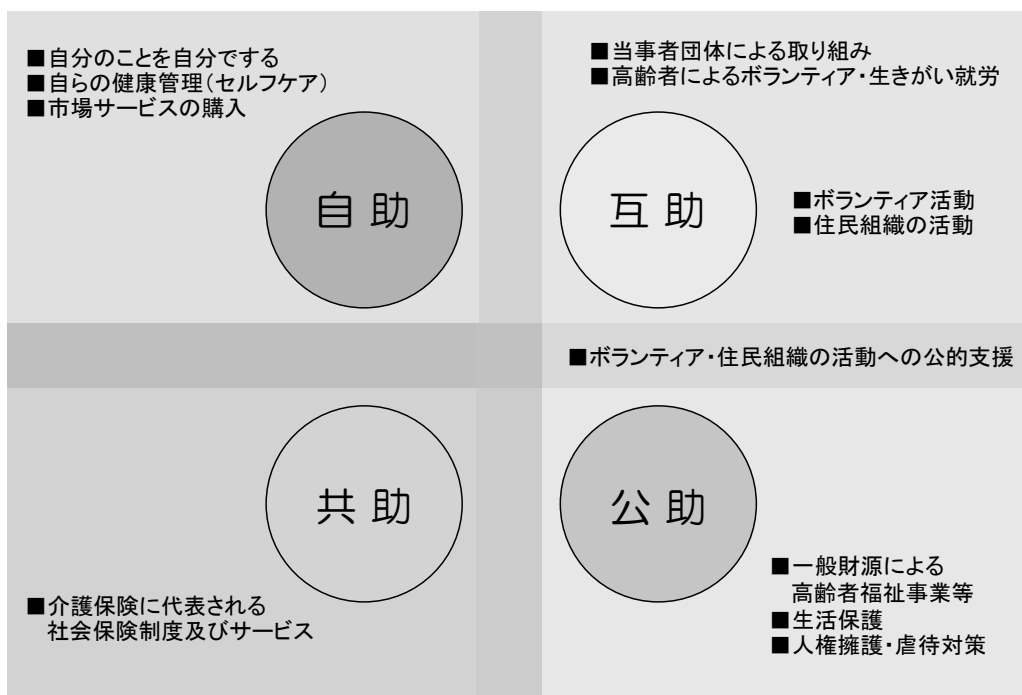 ■自分のことを自分でする
■自らの健康管理(セルフケア)
■市場サービスの購入
自助
■当事者団体による取り組み
■高齢者によるボランティア・生きがい就労
互助
■ボランティア活動
■住民組織の活動
■ボランティア・住民組織の活動への公的支援
共助
■介護保険に代表される
社会保険制度及びサービス
公助
■一般財源による
高齢者福祉事業等
■生活保護
■人権擁護・虐待対策